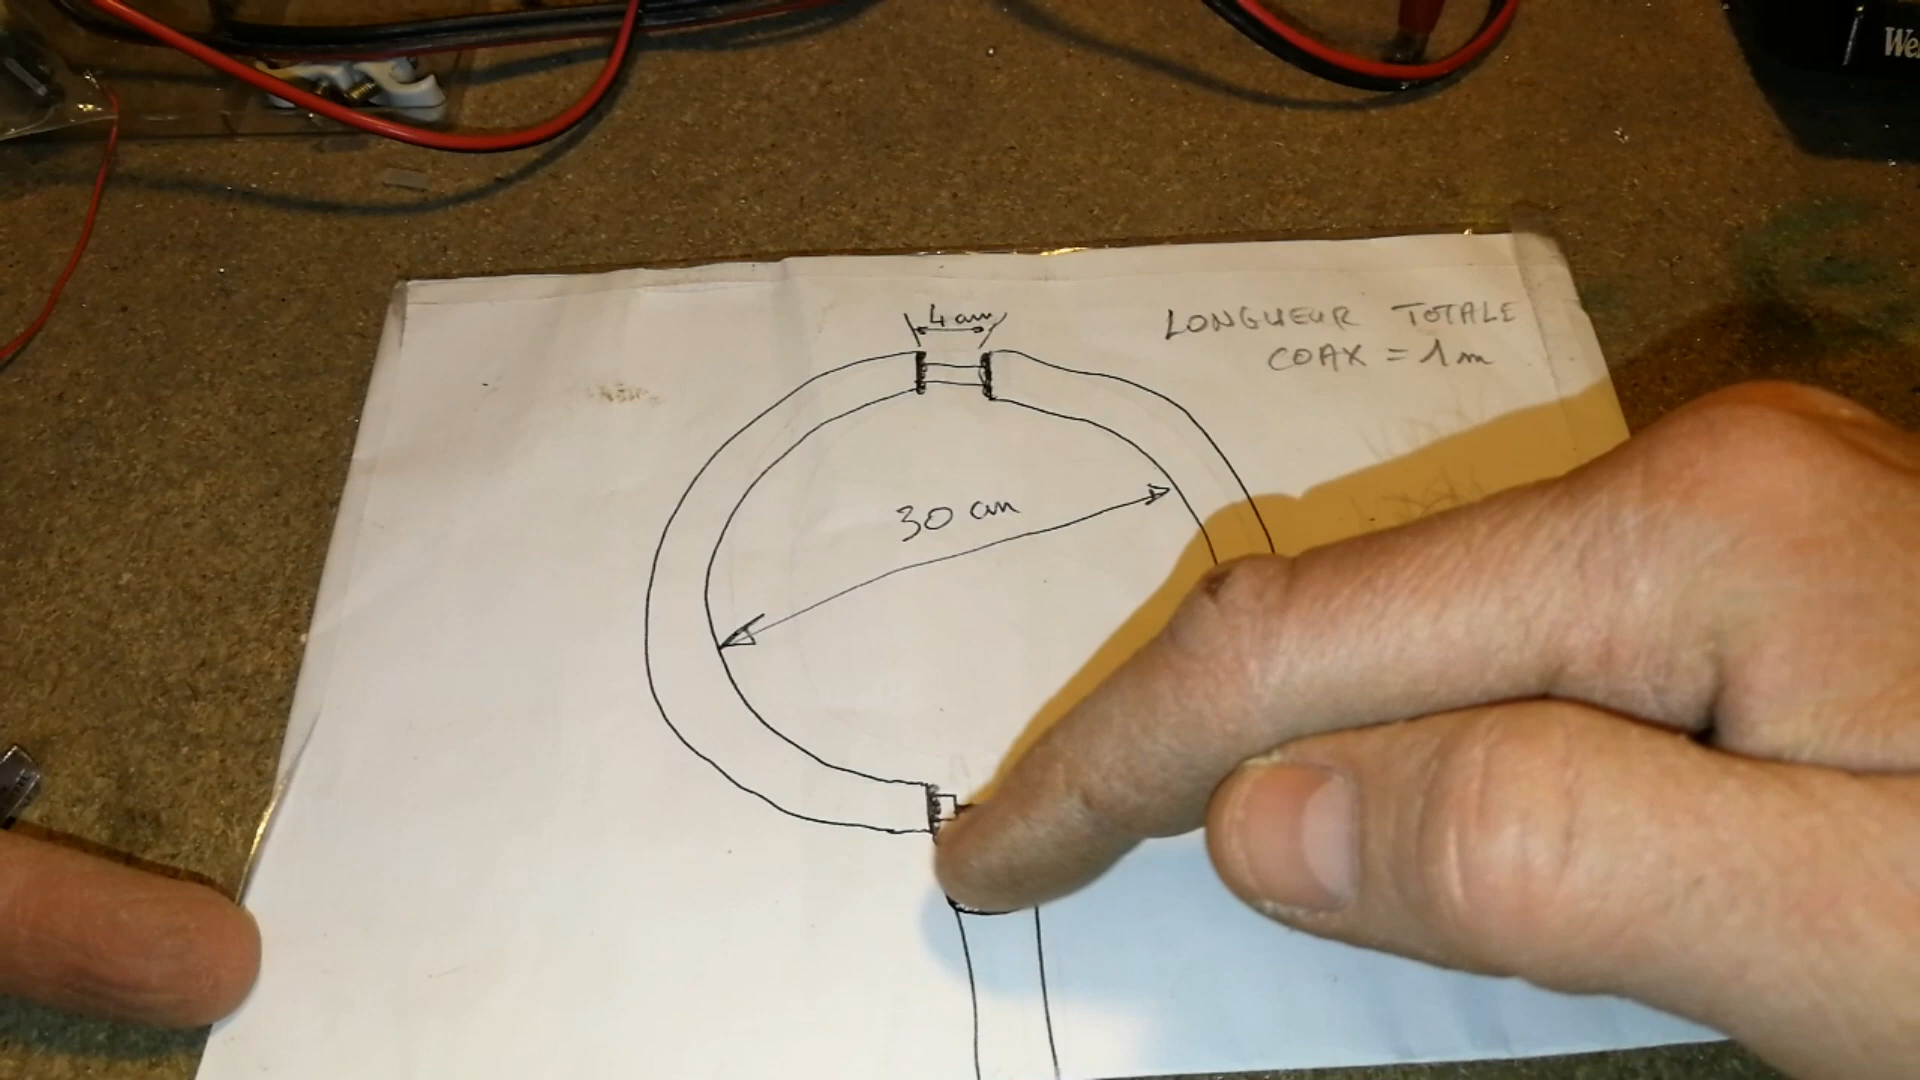 4 cm
LONGUEUR TOTALE
COAX = 1 m
30 cm